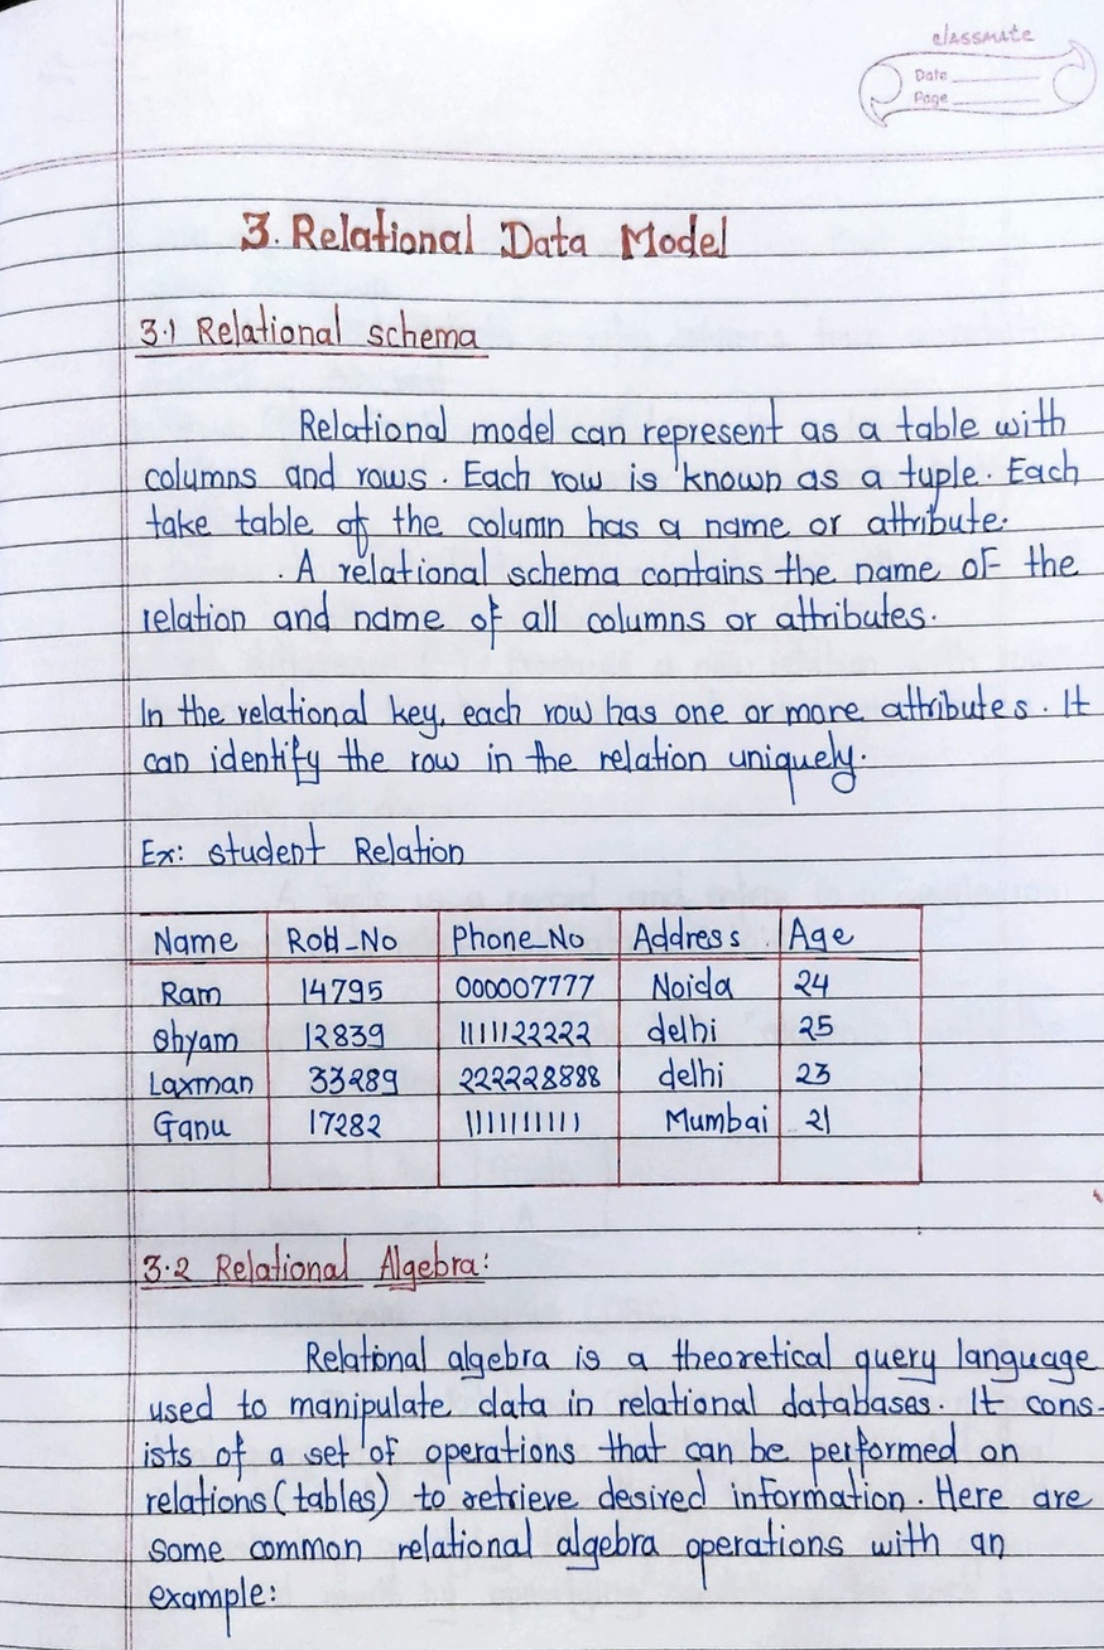 classmate
Date
Page
3. Relational Data Model
3.1 Relational schema
Relational model can represent as a table with
columns and rows. Each row is known as a tuple. Each
take table of the column has a name or attribute.
. A relational schema contains the name of the
relation and name of all columns or attributes.
In the relational key, each row has one or more attributes. It
can identify the row in the relation uniquely.
Ex: student Relation
Name Roll_No Phone_No Address Age
Ram 14795 000007777 Noida 24
Shyam 12839 1111122222 delhi 25
Laxman 33289 222228888 delhi 23
Ganu 17282 1111111111 Mumbai 21
3.2 Relational Algebra:
Relational algebra is a theoretical query language
used to manipulate data in relational databases. It cons-
ists of a set of operations that can be performed on
relations (tables) to retrieve desired information. Here are
some common relational algebra operations with an
example: